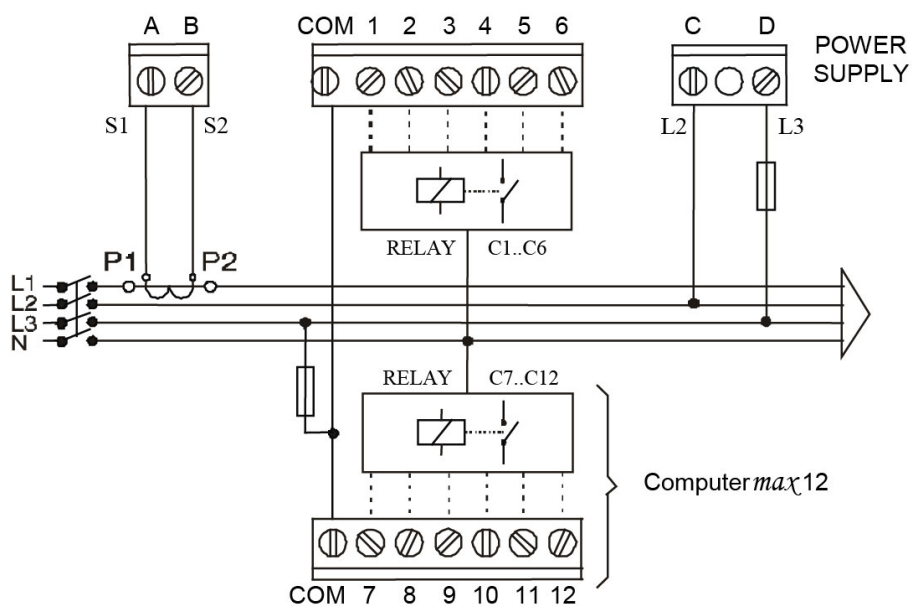 A B COM 1 2 3 4 5 6 C D
POWER
SUPPLY
S1 S2 L2 L3
RELAY C1..C6
P1 P2
L1
L2
L3
N
RELAY C7..C12
Computer max 12
COM 7 8 9 10 11 12